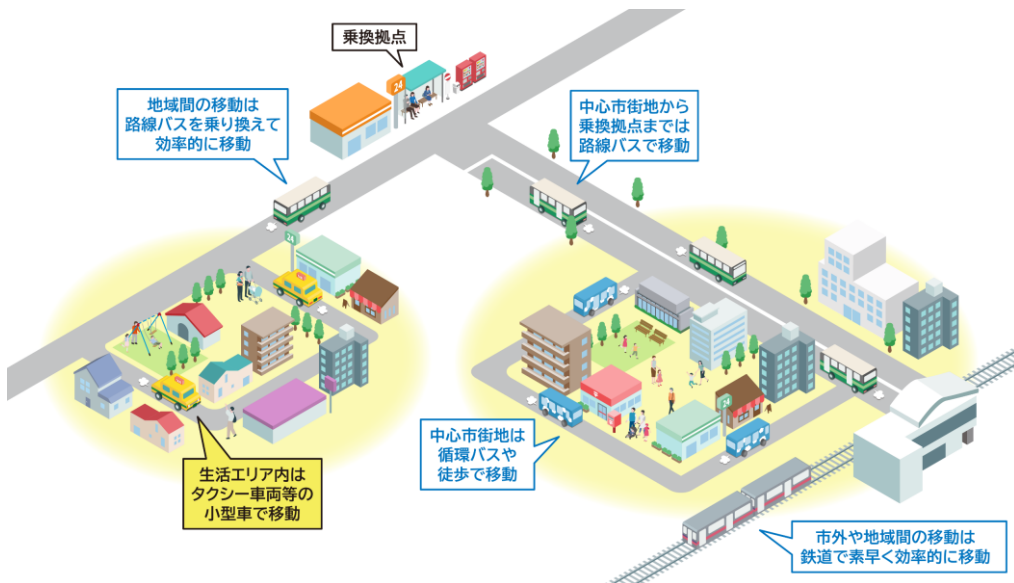 乗換拠点
24
地域間の移動は
路線バスを乗り換えて
効率的に移動
中心市街地から
乗換拠点までは
路線バスで移動
24
24
生活エリア内は
タクシー車両等の
小型車で移動
中心市街地は
循環バスや
徒歩で移動
市外や地域間の移動は
鉄道で素早く効率的に移動